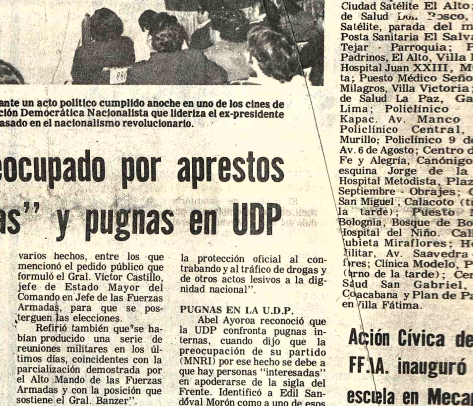 ante un acto político cumplido anoche en uno de los cines de
ción Democrática Nacionalista que lideriza el ex-presidente
asado en el nacionalismo revolucionario.
eocupado por aprestos
as” y pugnas en UDP
varios hechos, entre los que
mencionó el pedido público que
formuló el Gral. Víctor Castillo,
jefe de Estado Mayor del
Comando en Jefe de las Fuerzas
Armadas, para que se pos-
terguen las elecciones.
Refirió también que se ha-
bían producido una serie de
reuniones militares en los úl-
timos días, coincidentes con la
parcialización demostrada por
el Alto Mando de las Fuerzas
Armadas y con la posición que
sostiene el Gral. Banzer”.
la protección oficial al con-
trabando y al tráfico de drogas y
de otros actos lesivos a la dig-
nidad nacional”.
PUGNAS EN LA U.D.P.
Abel Ayoroa reconoció que
la UDP confronta pugnas in-
ternas, cuando dijo que la
preocupación de su partido
(MNRI) por ese hecho se debe a
que hay personas “interesadas”
en apoderarse de la sigla del
Frente. Identificó a Edil San-
dóval Morón como a uno de esos
Ciudad Satélite El Alto;
de Salud Bosco,
Satélite, parada del m
Posta Sanitaria El Salva
Tejar - Parroquia; F
Padrinos, El Alto, Villa
Hospital Juan XXIII, Mu
ta; Puesto Médico Seño
Milagros, Villa Victoria;
de Salud La Paz, Ga
Lima; Policlínico
Kapac. Av. Manco
Policlínico Central,
Murillo; Policlínico 9 d
Av. 6 de Agosto; Centro d
Fe y Alegría, Canónigo
esquina Jorge de la
Hospital Metodista, Plaz
Septiembre - Obrajes; C
San Miguel, Calacoto (ti
la tarde); Puesto
Bolognia, Bosque de Bo
Hospital del Niño, Cal
ubieta Miraflores; H
ilitar, Av. Saavedra
fires; Clínica Modelo, P
(turno de la tarde); Cen
Salud San Gabriel,
Copacabana y Plan de F
en Villa Fátima.
Acción Cívica de
FF.AA. inauguró
escuela en Meca